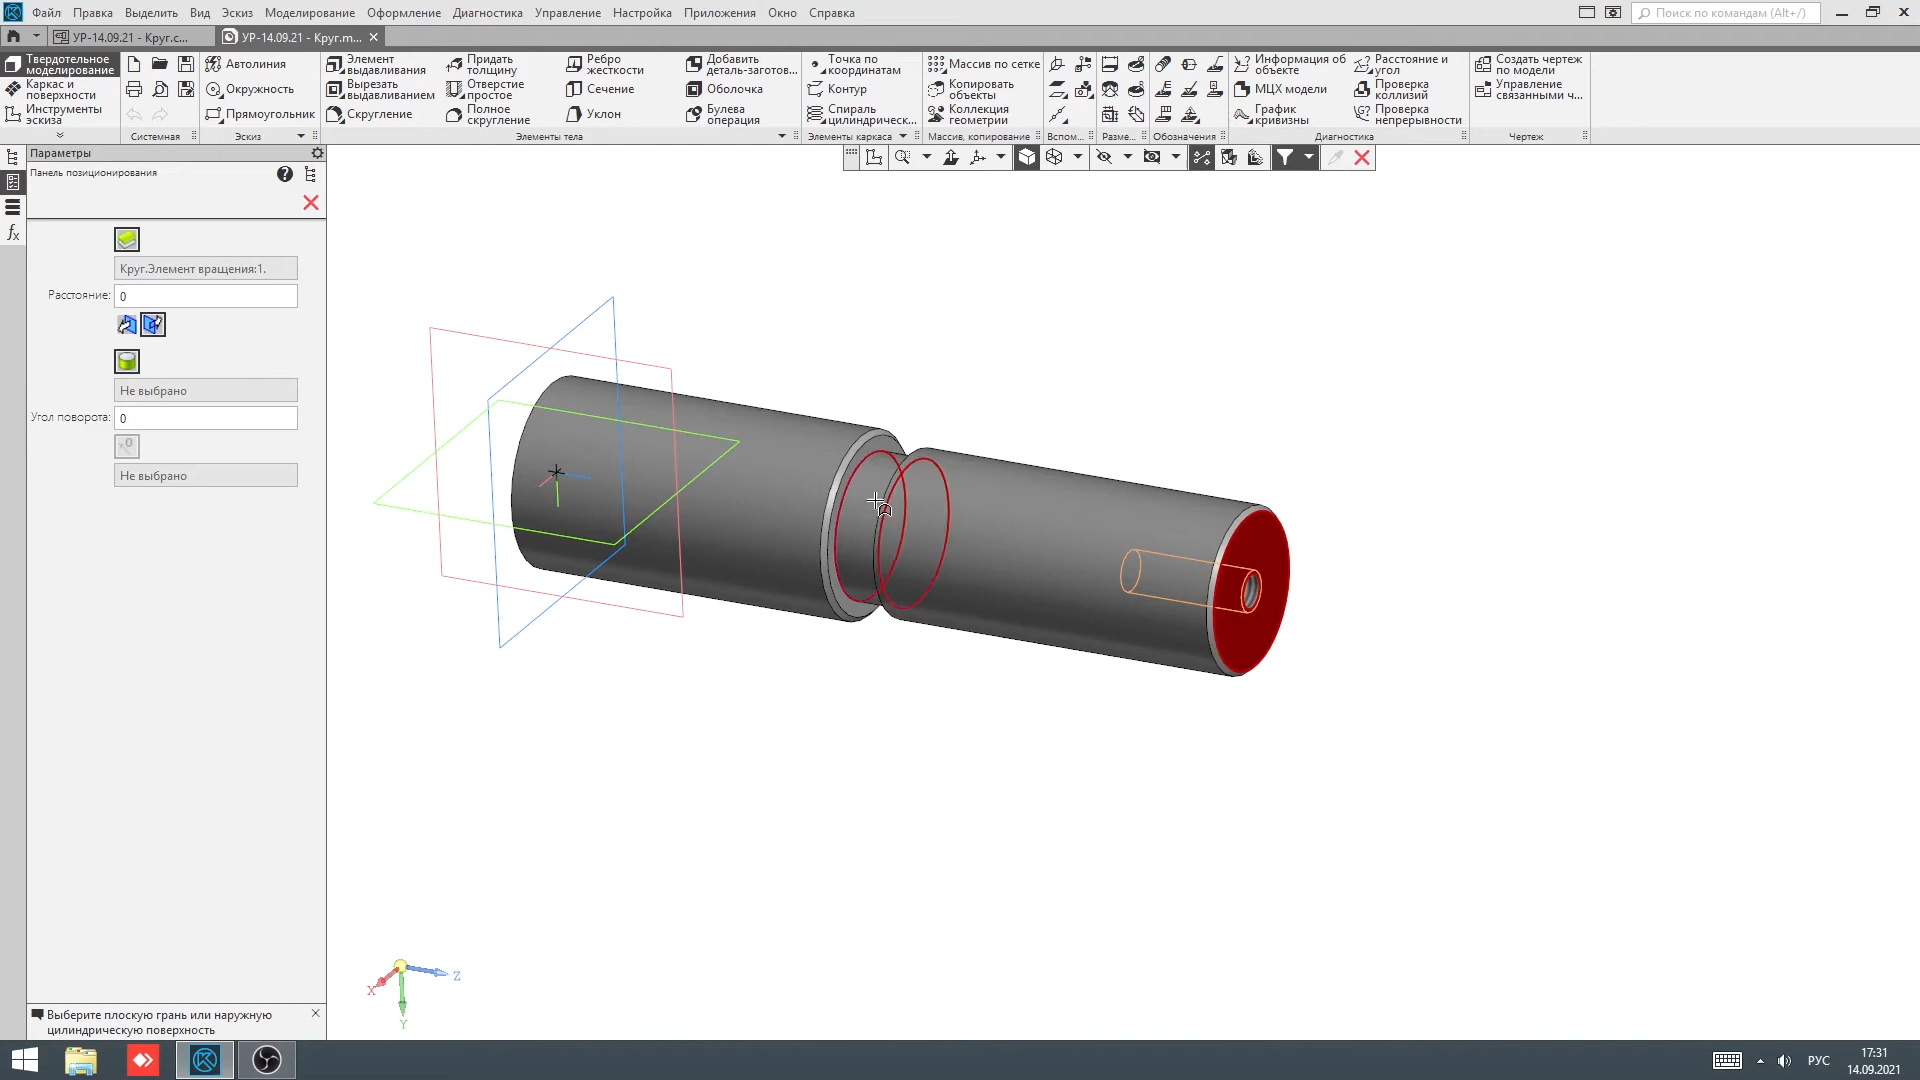 Файл Правка Выделить Вид Эскиз Моделирование Оформление Диагностика Управление Настройка Приложения Окно Справка
Поиск по командам (Alt+/)
УР-14.09.21 - Круг.с...
УР-14.09.21 - Круг.m...
Твердотельное моделирование
Каркас и поверхности
Инструменты эскиза
Системная
Автолиния
Окружность
Прямоугольник
Эскиз
Элемент выдавливания
Вырезать выдавливанием
Скругление
Придать толщину
Отверстие простое
Полное скругление
Ребро жесткости
Сечение
Уклон
Добавить деталь-заготов...
Оболочка
Булева операция
Элементы тела
Точка по координатам
Контур
Спираль цилиндрическ...
Элементы каркаса
Массив по сетке
Копировать объекты
Коллекция геометрии
Массив, копирование
Вспом...
Разме...
Обозначения
Информация об объекте
МЦХ модели
График кривизны
Расстояние и угол
Проверка коллизий
Проверка непрерывности
Диагностика
Создать чертеж по модели
Управление связанными ч...
Чертеж
Параметры
Панель позиционирования
Круг.Элемент вращения:1.
Расстояние: 0
Не выбрано
Угол поворота: 0
Не выбрано
Z
X
Y
Выберите плоскую грань или наружную
цилиндрическую поверхность
РУС
17:31
14.09.2021